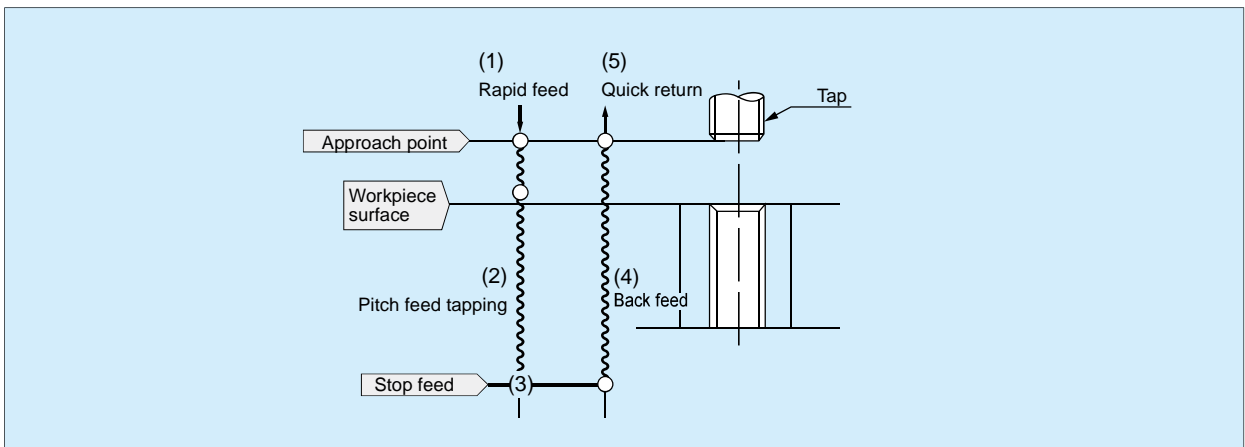 (1)
Rapid feed
(5)
Quick return
Tap
Approach point
Workpiece
surface
(2)
Pitch feed tapping
(4)
Back feed
Stop feed
(3)